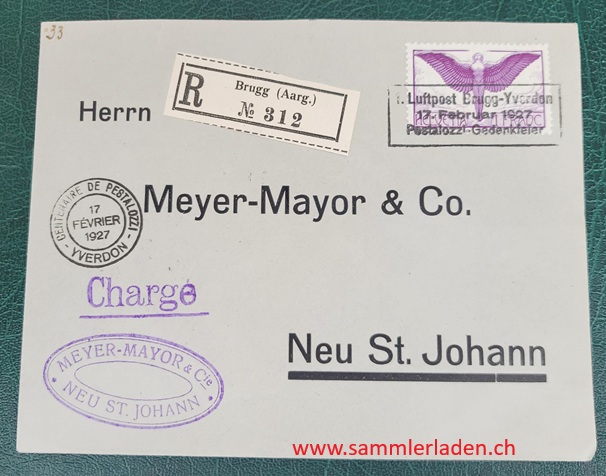 33
R
Brugg (Aarg.)
№ 312
1. Luftpost Brugg-Yverdon
17. Februar 1927
Pestalozzi-Gedenkfeier
HELVETIA
Herrn
Meyer-Mayor & Co.
CENTENAIRE DE PESTALOZZI
17
FÉVRIER
1927
- YVERDON -
Chargé
Neu St. Johann
MEYER-MAYOR & Cie
• NEU ST. JOHANN •
www.sammlerladen.ch